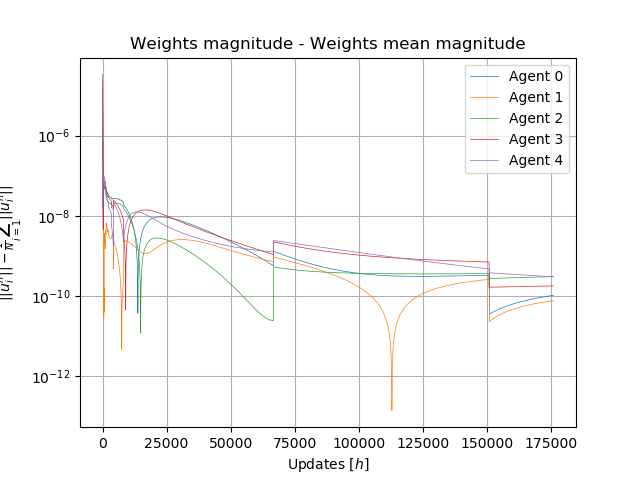 Weights magnitude - Weights mean magnitude
Agent 0
Agent 1
Agent 2
Agent 3
Agent 4
10⁻⁶
10⁻⁸
10⁻¹⁰
10⁻¹²
0
25000
50000
75000
100000
125000
150000
175000
Updates [h]